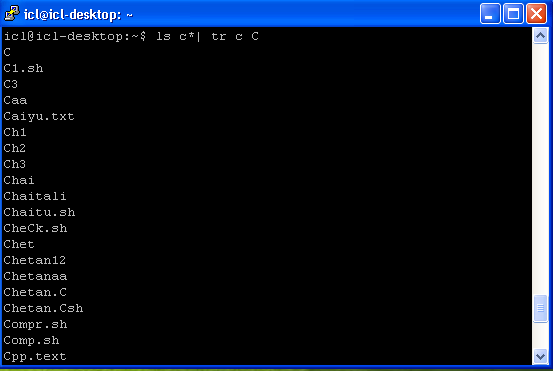 icl@icl-desktop: ~
icl@icl-desktop:~$ ls c*| tr c C
C
C1.sh
C3
Caa
Caiyu.txt
Ch1
Ch2
Ch3
Chai
Chaitali
Chaitu.sh
CheCk.sh
Chet
Chetan12
Chetanaa
Chetan.C
Chetan.Csh
Compr.sh
Comp.sh
Cpp.text